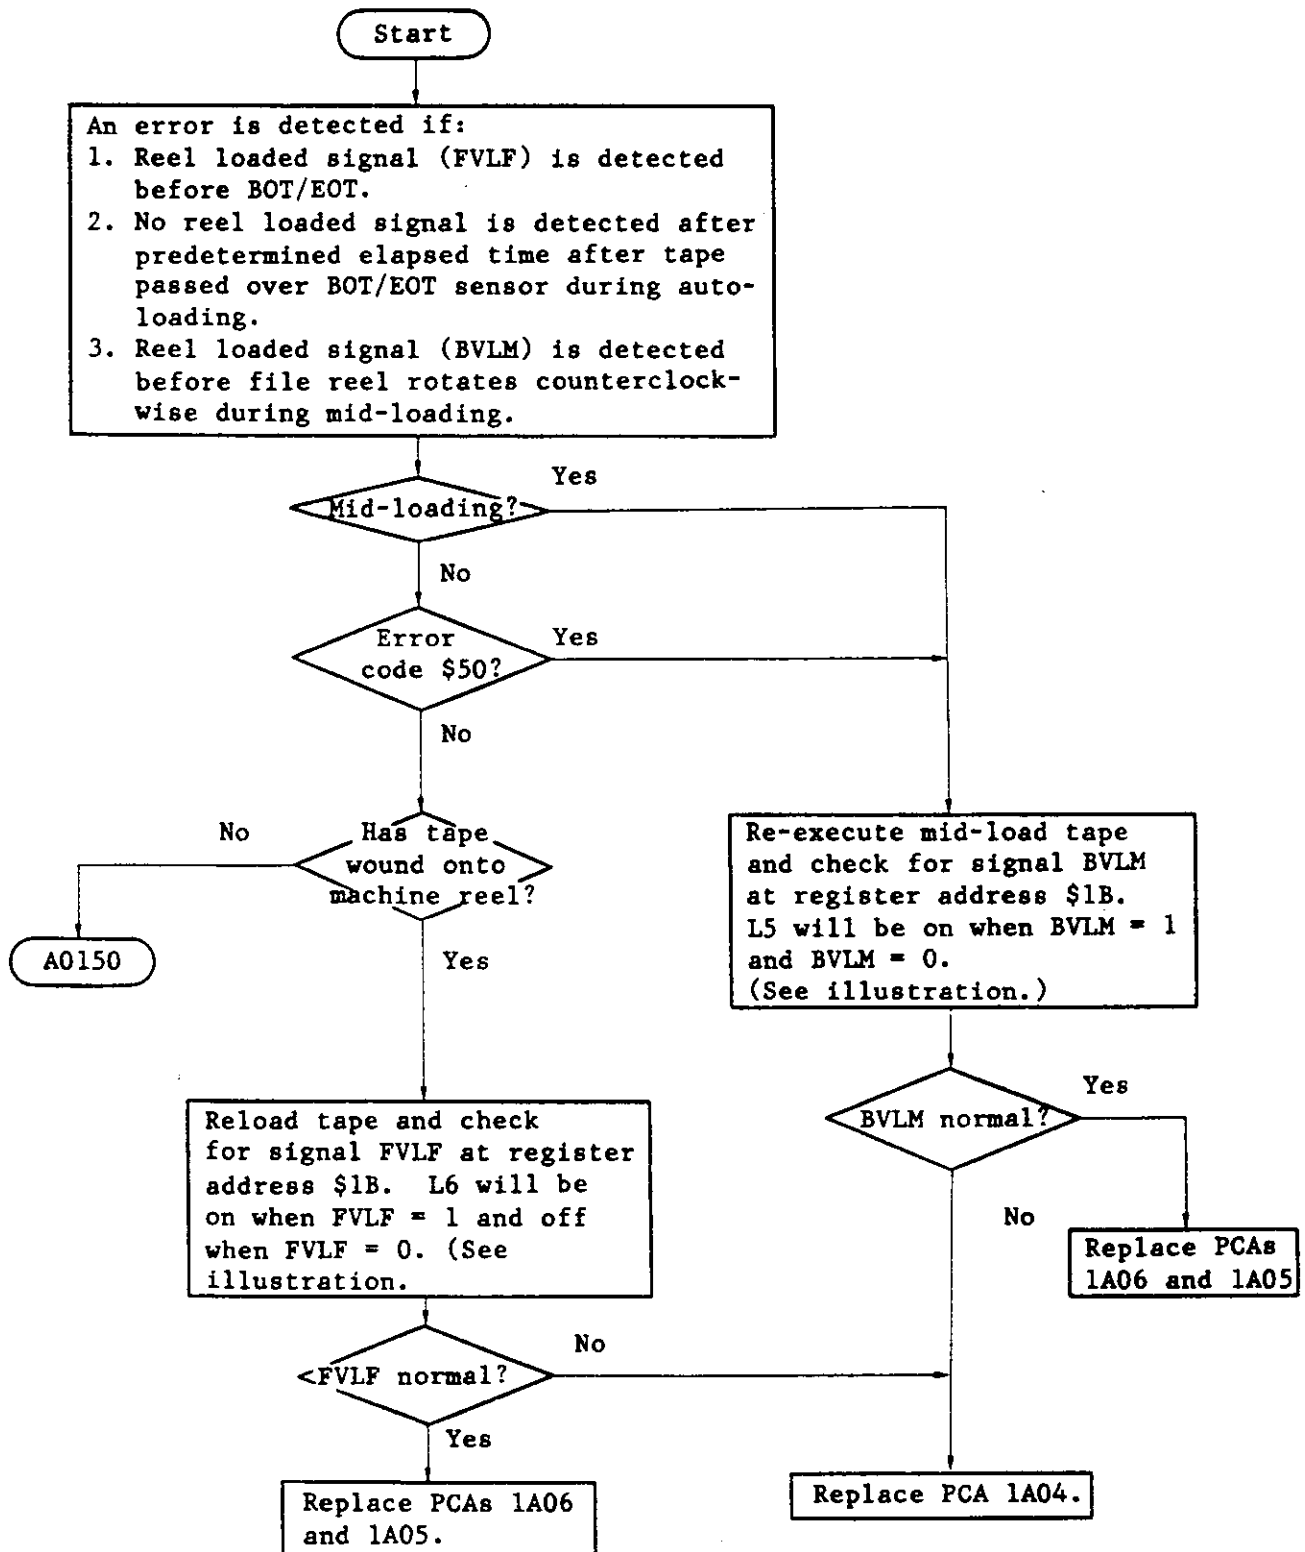 Start
An error is detected if:
1. Reel loaded signal (FVLF) is detected
before BOT/EOT.
2. No reel loaded signal is detected after
predetermined elapsed time after tape
passed over BOT/EOT sensor during auto-
loading.
3. Reel loaded signal (BVLM) is detected
before file reel rotates counterclock-
wise during mid-loading.
Yes
Mid-loading?
No
Error
code $50?
Yes
No
No
Has tape
wound onto
machine reel?
A0150
Yes
Re-execute mid-load tape
and check for signal BVLM
at register address $1B.
L5 will be on when BVLM = 1
and BVLM = 0.
(See illustration.)
BVLM normal?
Yes
No
Replace PCAs
1A06 and 1A05
Reload tape and check
for signal FVLF at register
address $1B. L6 will be
on when FVLF = 1 and off
when FVLF = 0. (See
illustration.
<FVLF normal?
No
Yes
Replace PCAs 1A06
and 1A05.
Replace PCA 1A04.